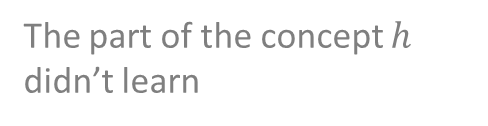 The part of the concept h
didn’t learn